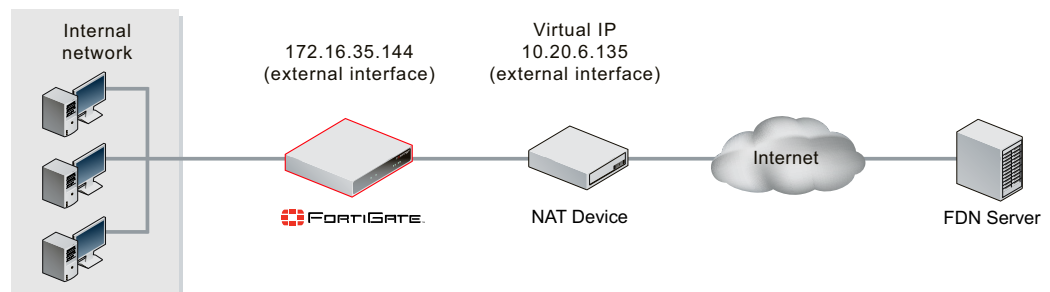 Internal
network
172.16.35.144
(external interface)
Virtual IP
10.20.6.135
(external interface)
Internet
FORTIGATE.
NAT Device
FDN Server